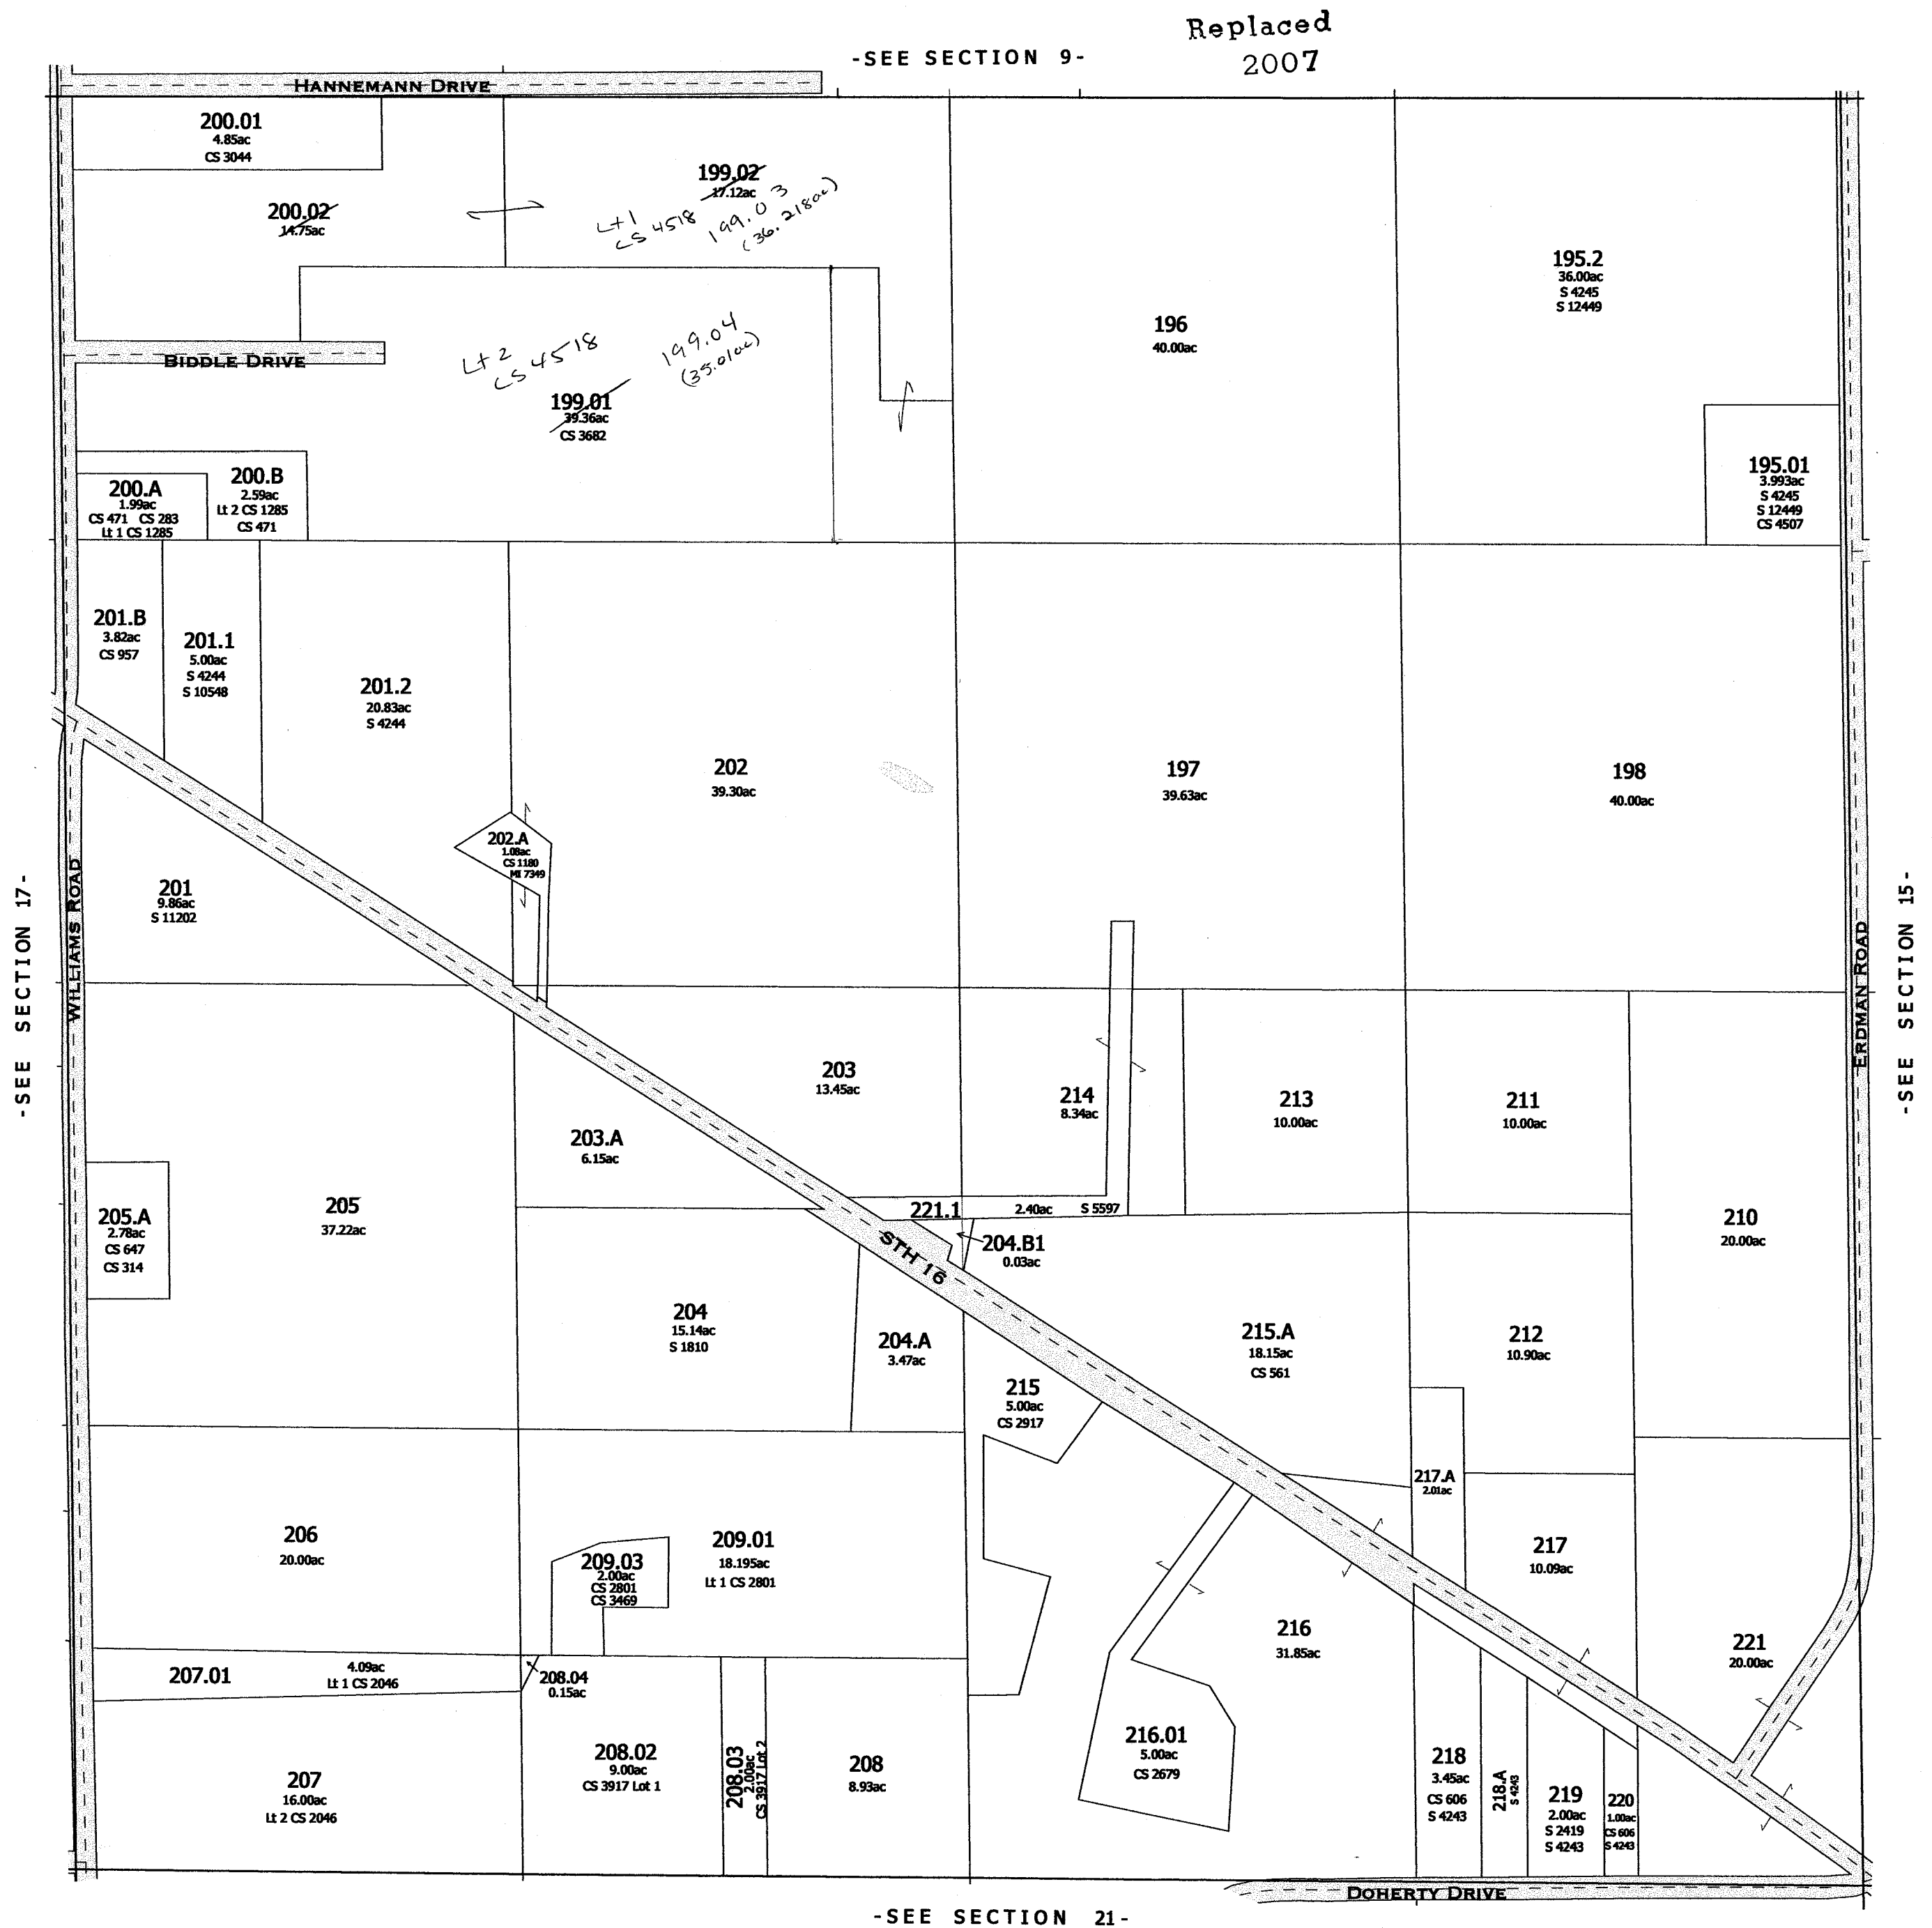 Replaced
2007
-SEE SECTION 9-
HANNEMANN DRIVE
200.01
4.85ac
CS 3044
199.02
17.12ac
Lt 1
CS 4518
199.03
(36.218ac)
200.02
14.75ac
195.2
36.00ac
S 4245
S 12449
196
40.00ac
BIDDLE DRIVE
Lt 2
CS 4518
199.04
(35.01ac)
199.01
39.36ac
CS 3682
200.A
1.99ac
CS 471 CS 283
Lt 1 CS 1285
200.B
2.59ac
Lt 2 CS 1285
CS 471
195.01
3.993ac
S 4245
S 12449
CS 4507
201.B
3.82ac
CS 957
201.1
5.00ac
S 4244
S 10548
201.2
20.83ac
S 4244
202
39.30ac
197
39.63ac
198
40.00ac
202.A
1.08ac
CS 1180
MI 7349
201
9.86ac
S 11202
-SEE SECTION 17-
WILLIAMS ROAD
ERDMAN ROAD
-SEE SECTION 15-
203
13.45ac
214
8.34ac
213
10.00ac
211
10.00ac
203.A
6.15ac
205.A
2.78ac
CS 647
CS 314
205
37.22ac
221.1
2.40ac S 5597
210
20.00ac
STH 16
204.B1
0.03ac
204
15.14ac
S 1810
204.A
3.47ac
215.A
18.15ac
CS 561
212
10.90ac
215
5.00ac
CS 2917
217.A
2.01ac
206
20.00ac
209.03
2.00ac
CS 2801
CS 3469
209.01
18.195ac
Lt 1 CS 2801
217
10.09ac
216
31.85ac
221
20.00ac
207.01
4.09ac
Lt 1 CS 2046
208.04
0.15ac
207
16.00ac
Lt 2 CS 2046
208.02
9.00ac
CS 3917 Lot 1
208.03
2.00ac
CS 3917 Lot 2
208
8.93ac
216.01
5.00ac
CS 2679
218
3.45ac
CS 606
S 4243
218.A
S 4243
219
2.00ac
S 2419
S 4243
220
1.00ac
CS 606
S 4243
DOHERTY DRIVE
-SEE SECTION 21-